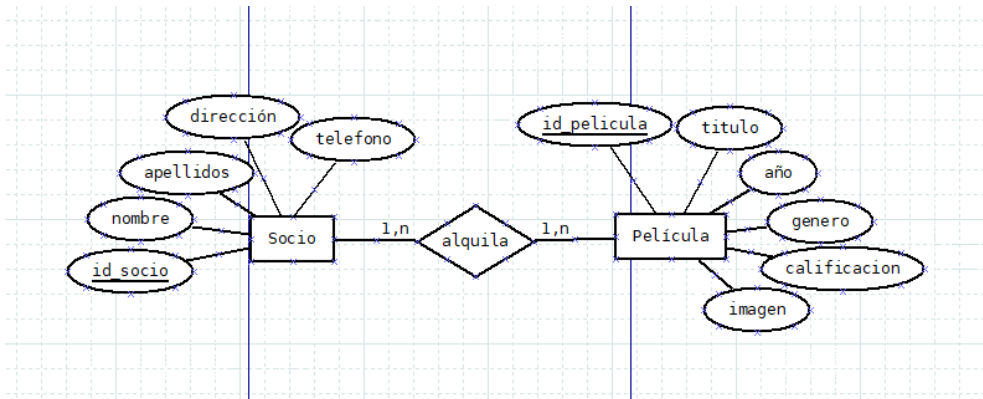 dirección
telefono
apellidos
nombre
id_socio
Socio
1,n
alquila
1,n
Película
id_pelicula
titulo
año
genero
calificacion
imagen